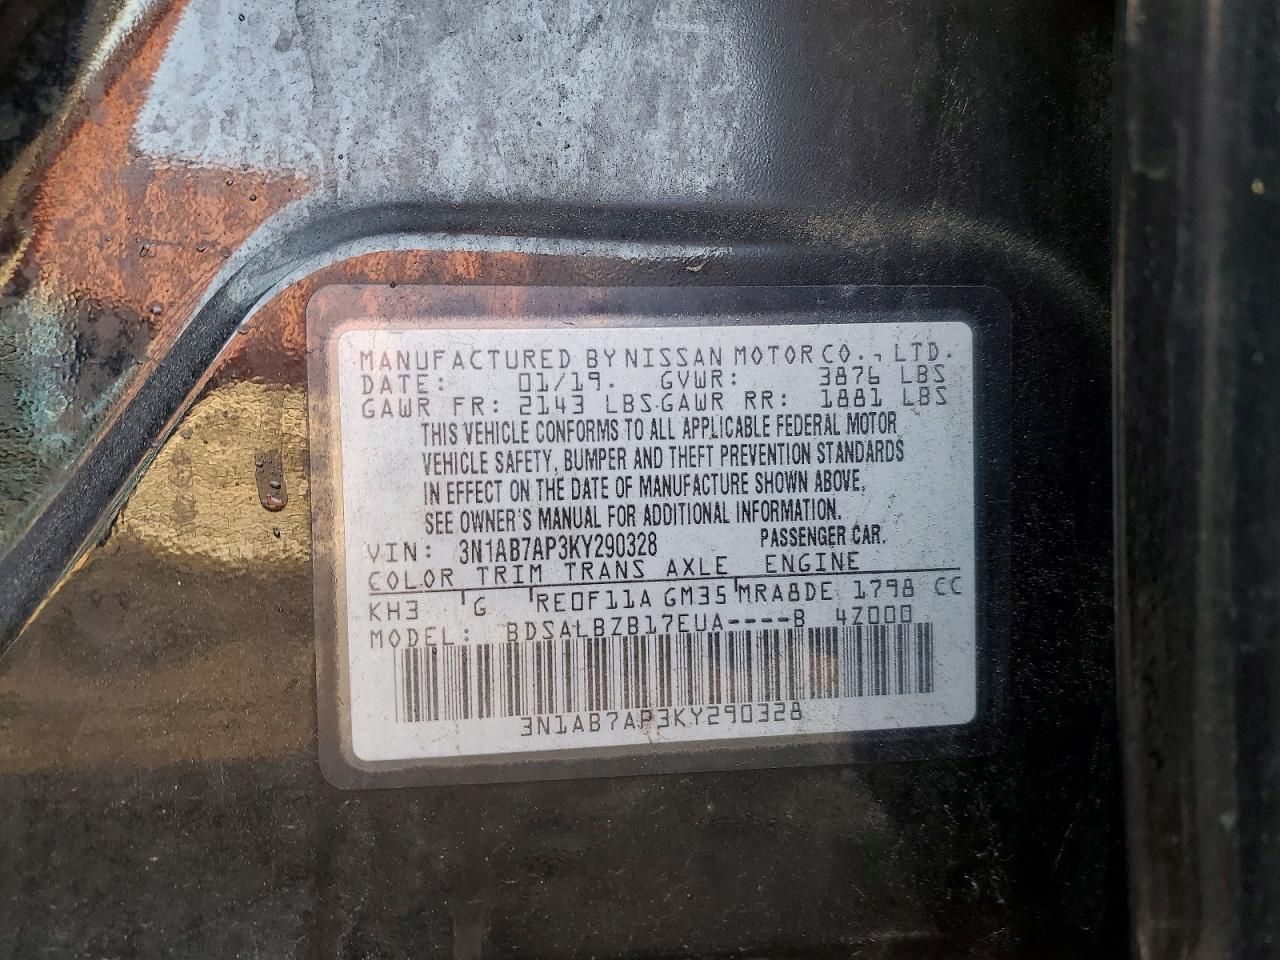 MANUFACTURED BY NISSAN MOTOR CO., LTD.
DATE: 01/19. GVWR: 3876 LBS
GAWR FR: 2143 LBS.GAWR RR: 1881 LBS
THIS VEHICLE CONFORMS TO ALL APPLICABLE FEDERAL MOTOR
VEHICLE SAFETY, BUMPER AND THEFT PREVENTION STANDARDS
IN EFFECT ON THE DATE OF MANUFACTURE SHOWN ABOVE.
SEE OWNER'S MANUAL FOR ADDITIONAL INFORMATION.
VIN: 3N1AB7AP3KY290328 PASSENGER CAR.
COLOR TRIM TRANS AXLE ENGINE
KH3 G RE0F11A GM35 MRA8DE 1798 CC
MODEL: BDSALBZB17EUA----B 4Z000
3N1AB7AP3KY290328